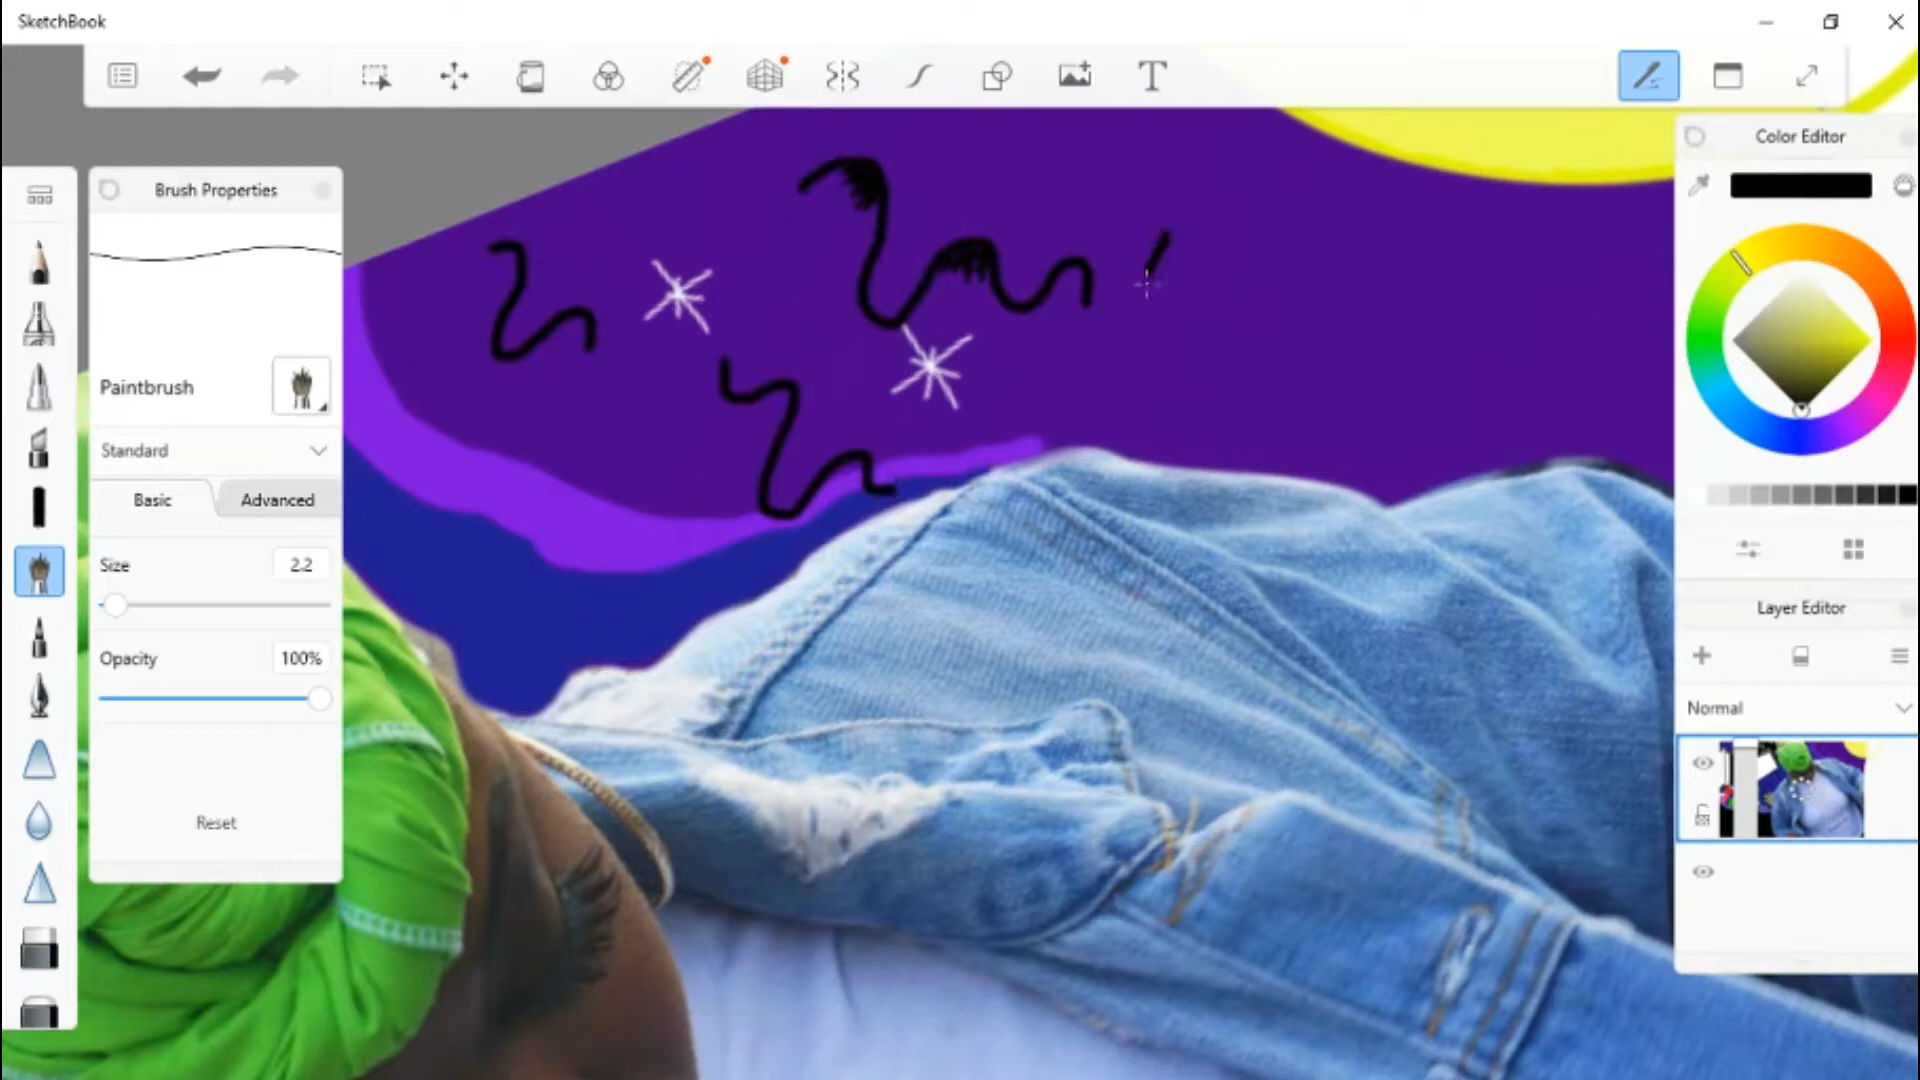 SketchBook
T
Color Editor
Brush Properties
Paintbrush
Standard
Basic
Advanced
Size
2.2
Opacity
100%
Reset
Layer Editor
Normal